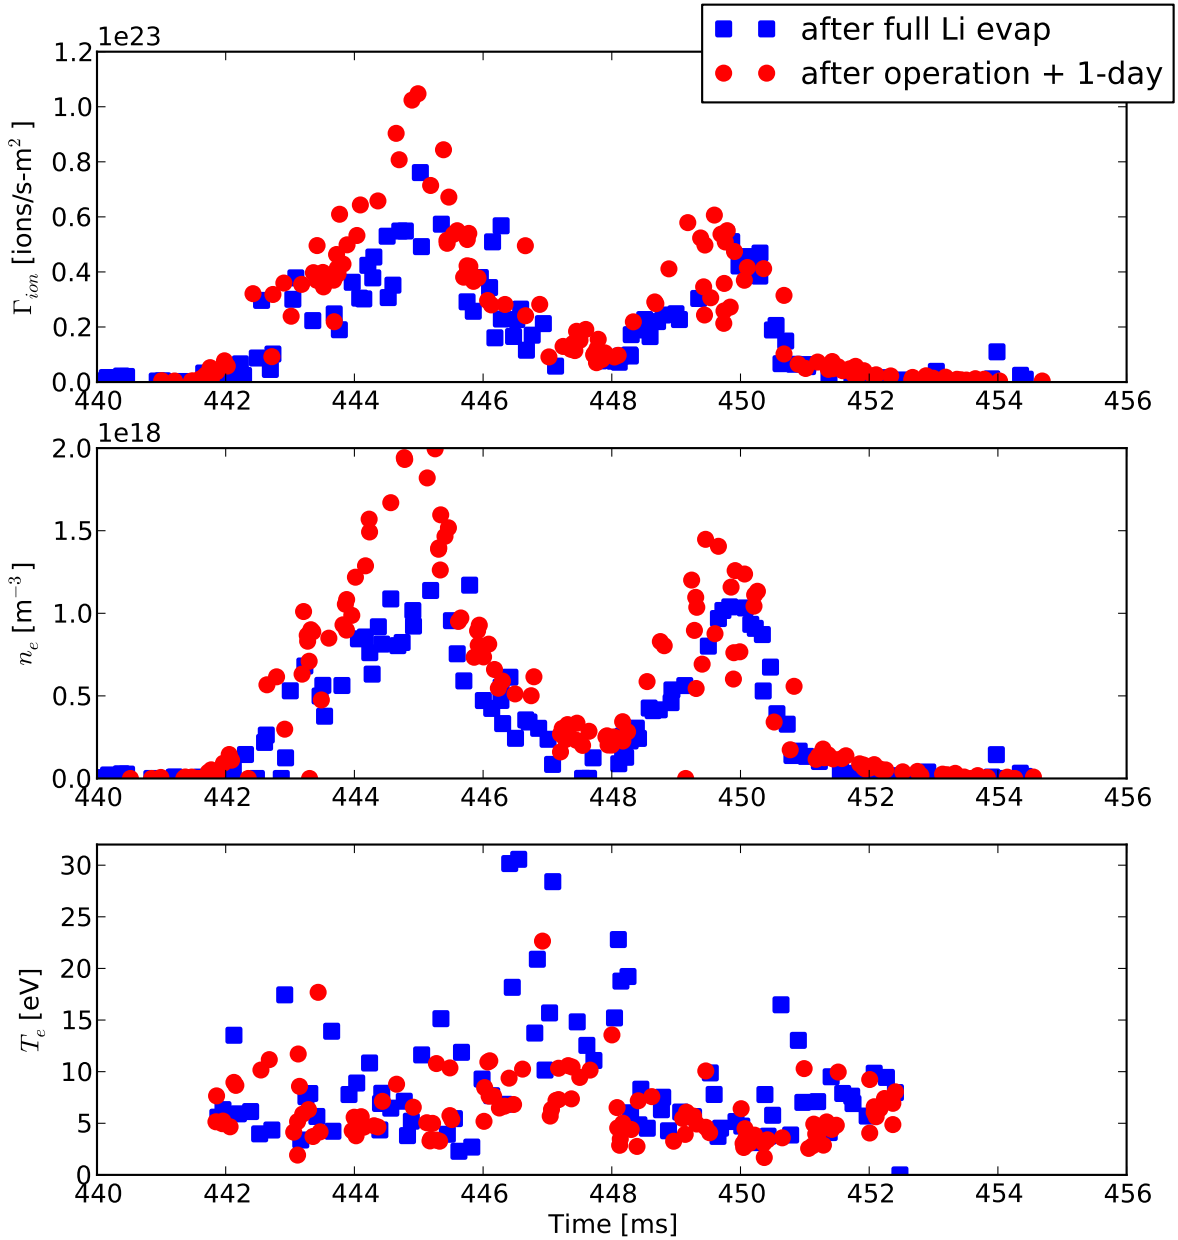 1e23
after full Li evap
after operation + 1-day
1.2
1.0
0.8
0.6
0.4
0.2
0.0
Γ_ion [ions/s-m²]
440 442 444 446 448 450 452 454 456
1e18
2.0
1.5
1.0
0.5
0.0
n_e [m⁻³]
440 442 444 446 448 450 452 454 456
30
25
20
15
10
5
0
T_e [eV]
440 442 444 446 448 450 452 454 456
Time [ms]